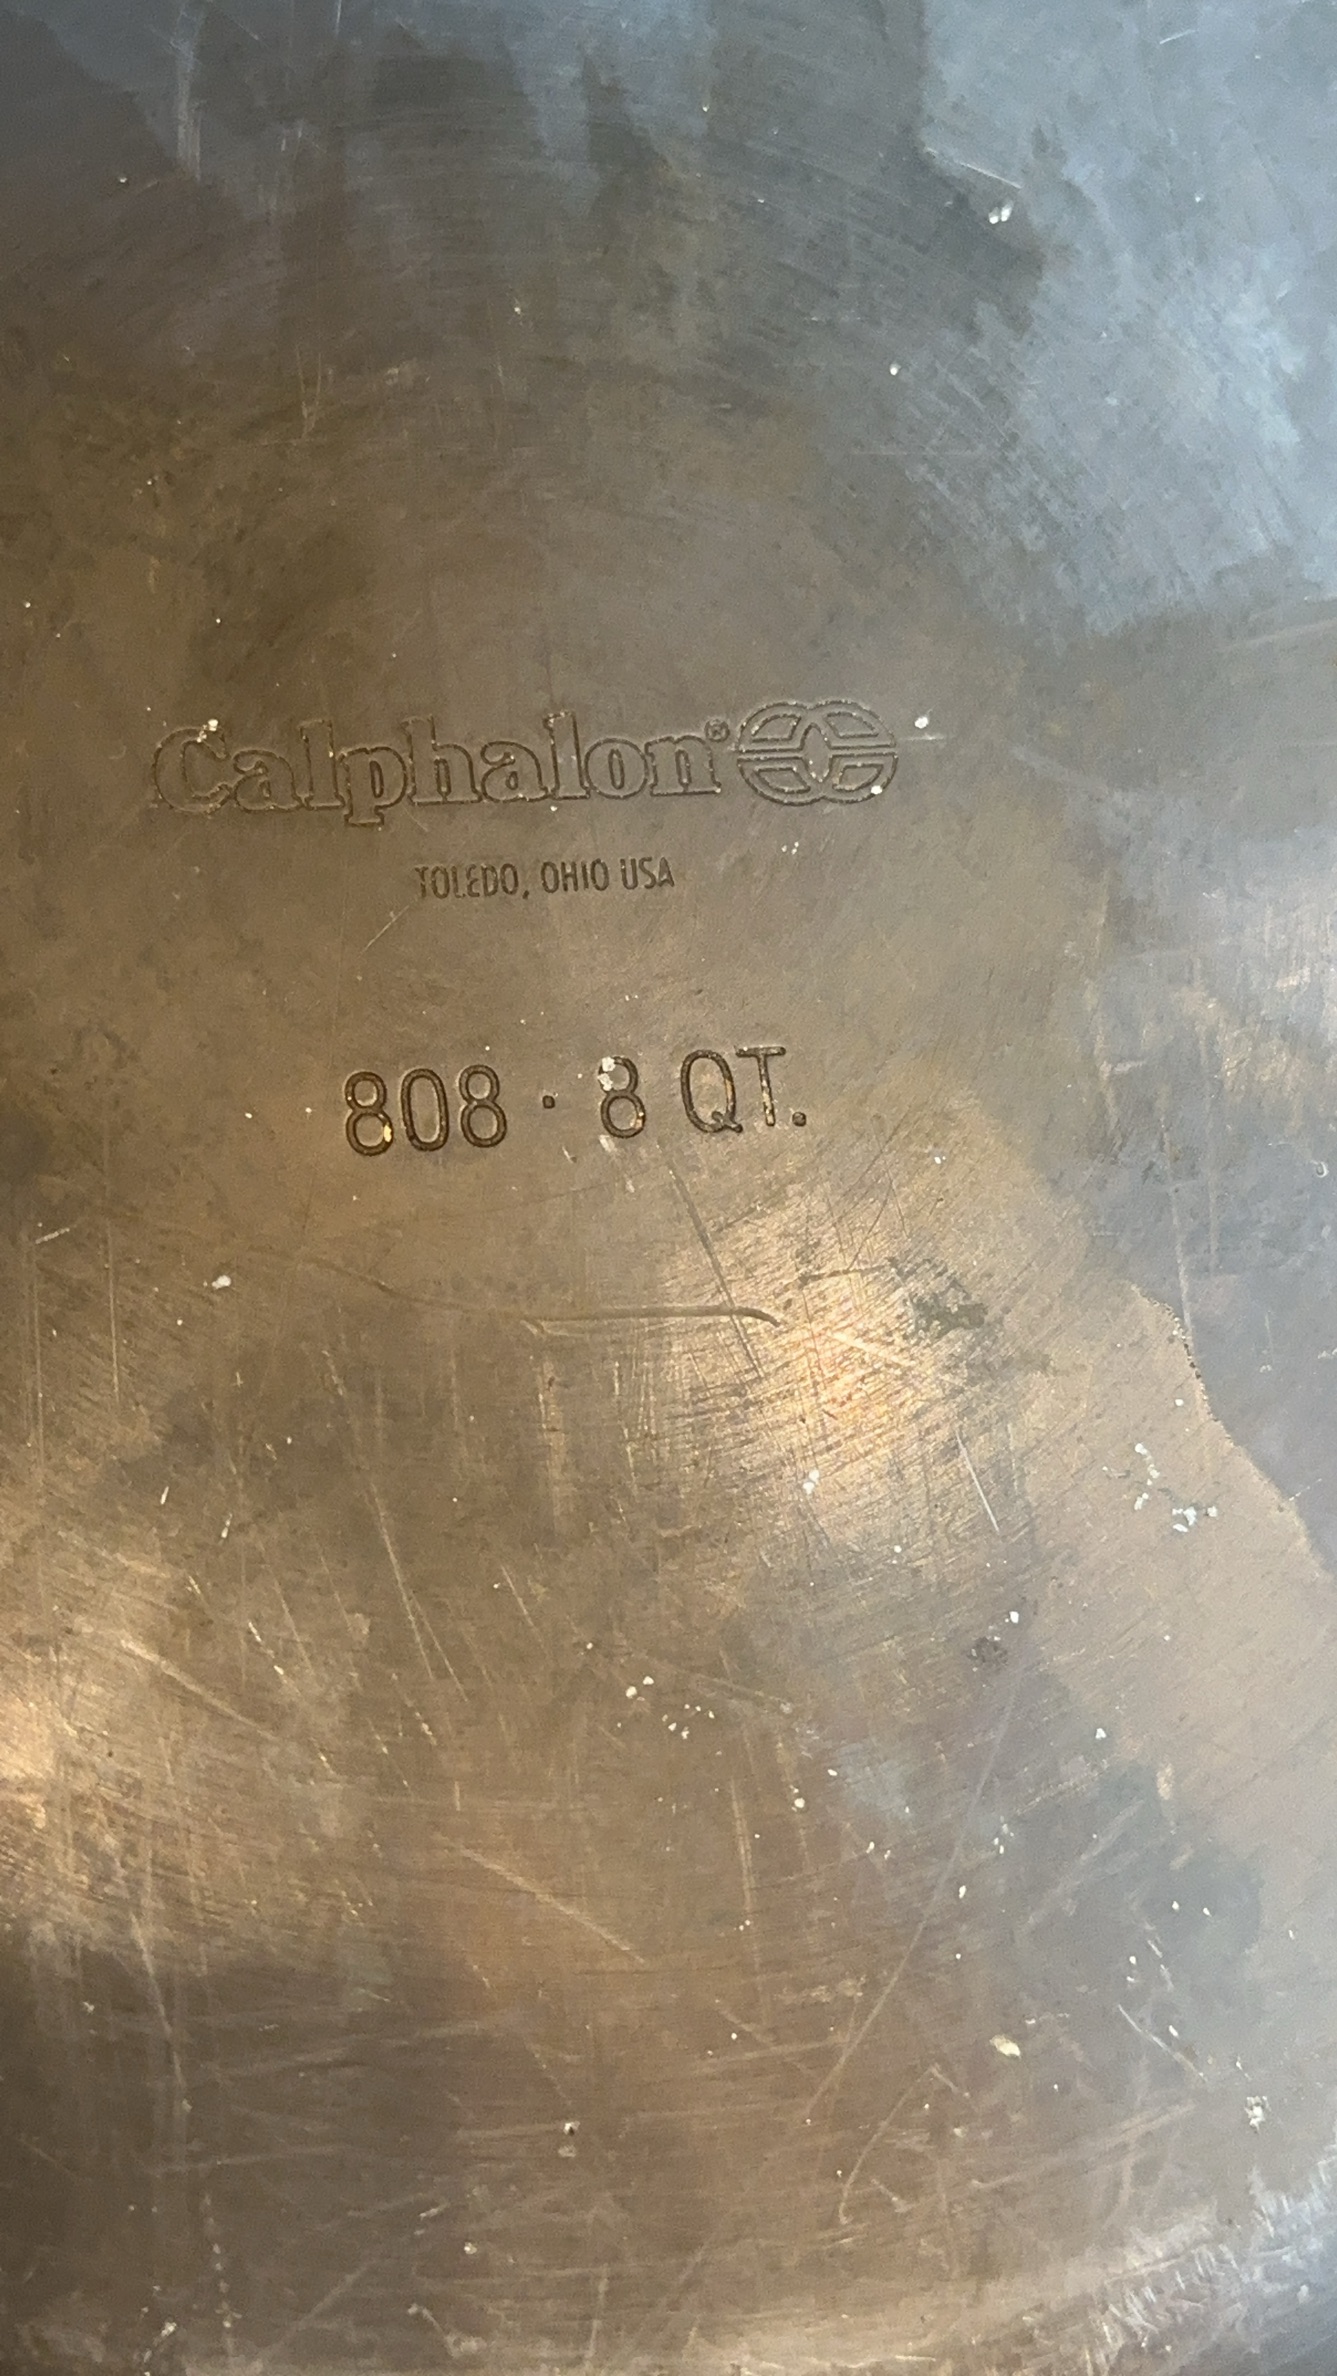 Calphalon®
TOLEDO, OHIO USA
808 · 8 QT.